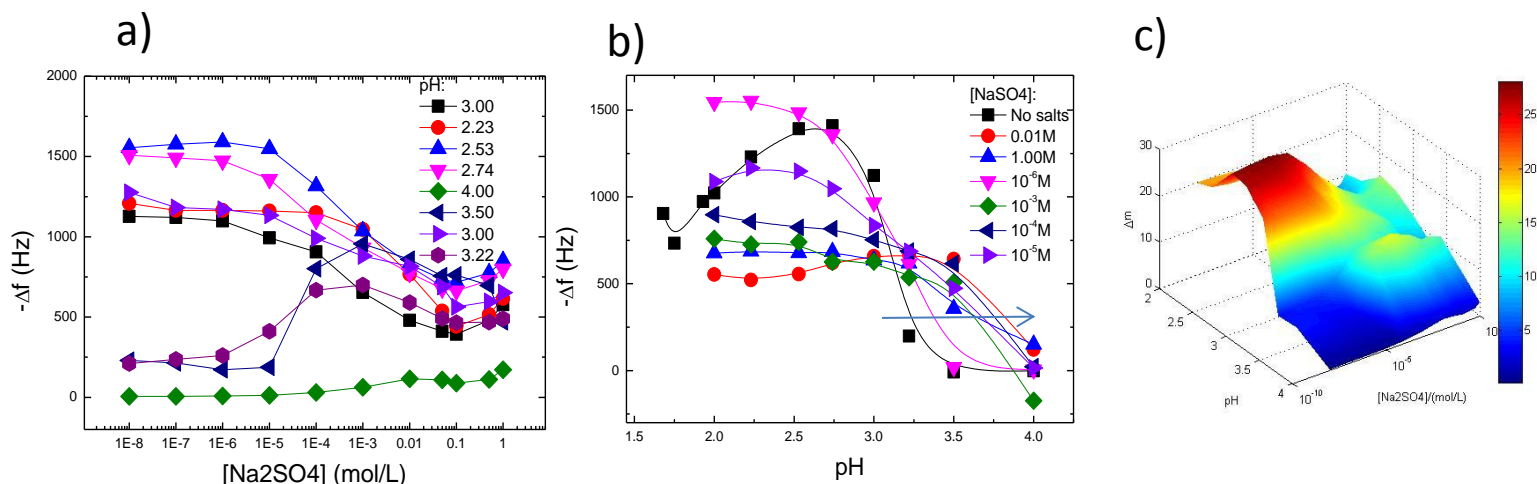 a)
2000
1500
1000
500
0
-Δf (Hz)
1E-8 1E-7 1E-6 1E-5 1E-4 1E-3 0.01 0.1 1
[Na2SO4] (mol/L)
pH:
3.00
2.23
2.53
2.74
4.00
3.50
3.00
3.22
b)
1500
1000
500
0
-Δf (Hz)
1.5 2.0 2.5 3.0 3.5 4.0
pH
[NaSO4]:
No salts
0.01M
1.00M
10⁻⁶M
10⁻³M
10⁻⁴M
10⁻⁵M
c)
30
20
10
0
Δm
2
2.5
3
3.5
4
pH
10⁻¹⁰
10⁻⁵
10
[Na2SO4]/(mol/L)
25
20
15
10
5